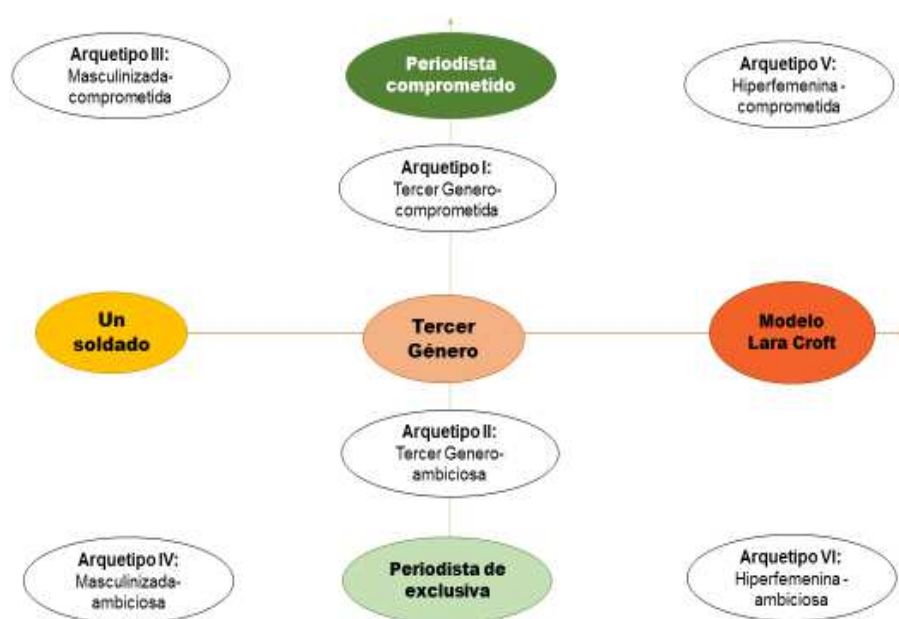 Arquetipo III:
Masculinizada-
comprometida
Periodista
comprometido
Arquetipo V:
Hiperfemenina -
comprometida
Arquetipo I:
Tercer Genero-
comprometida
Un
soldado
Tercer
Género
Modelo
Lara Croft
Arquetipo II:
Tercer Genero-
ambiciosa
Arquetipo IV:
Masculinizada-
ambiciosa
Periodista de
exclusiva
Arquetipo VI:
Hiperfemenina -
ambiciosa